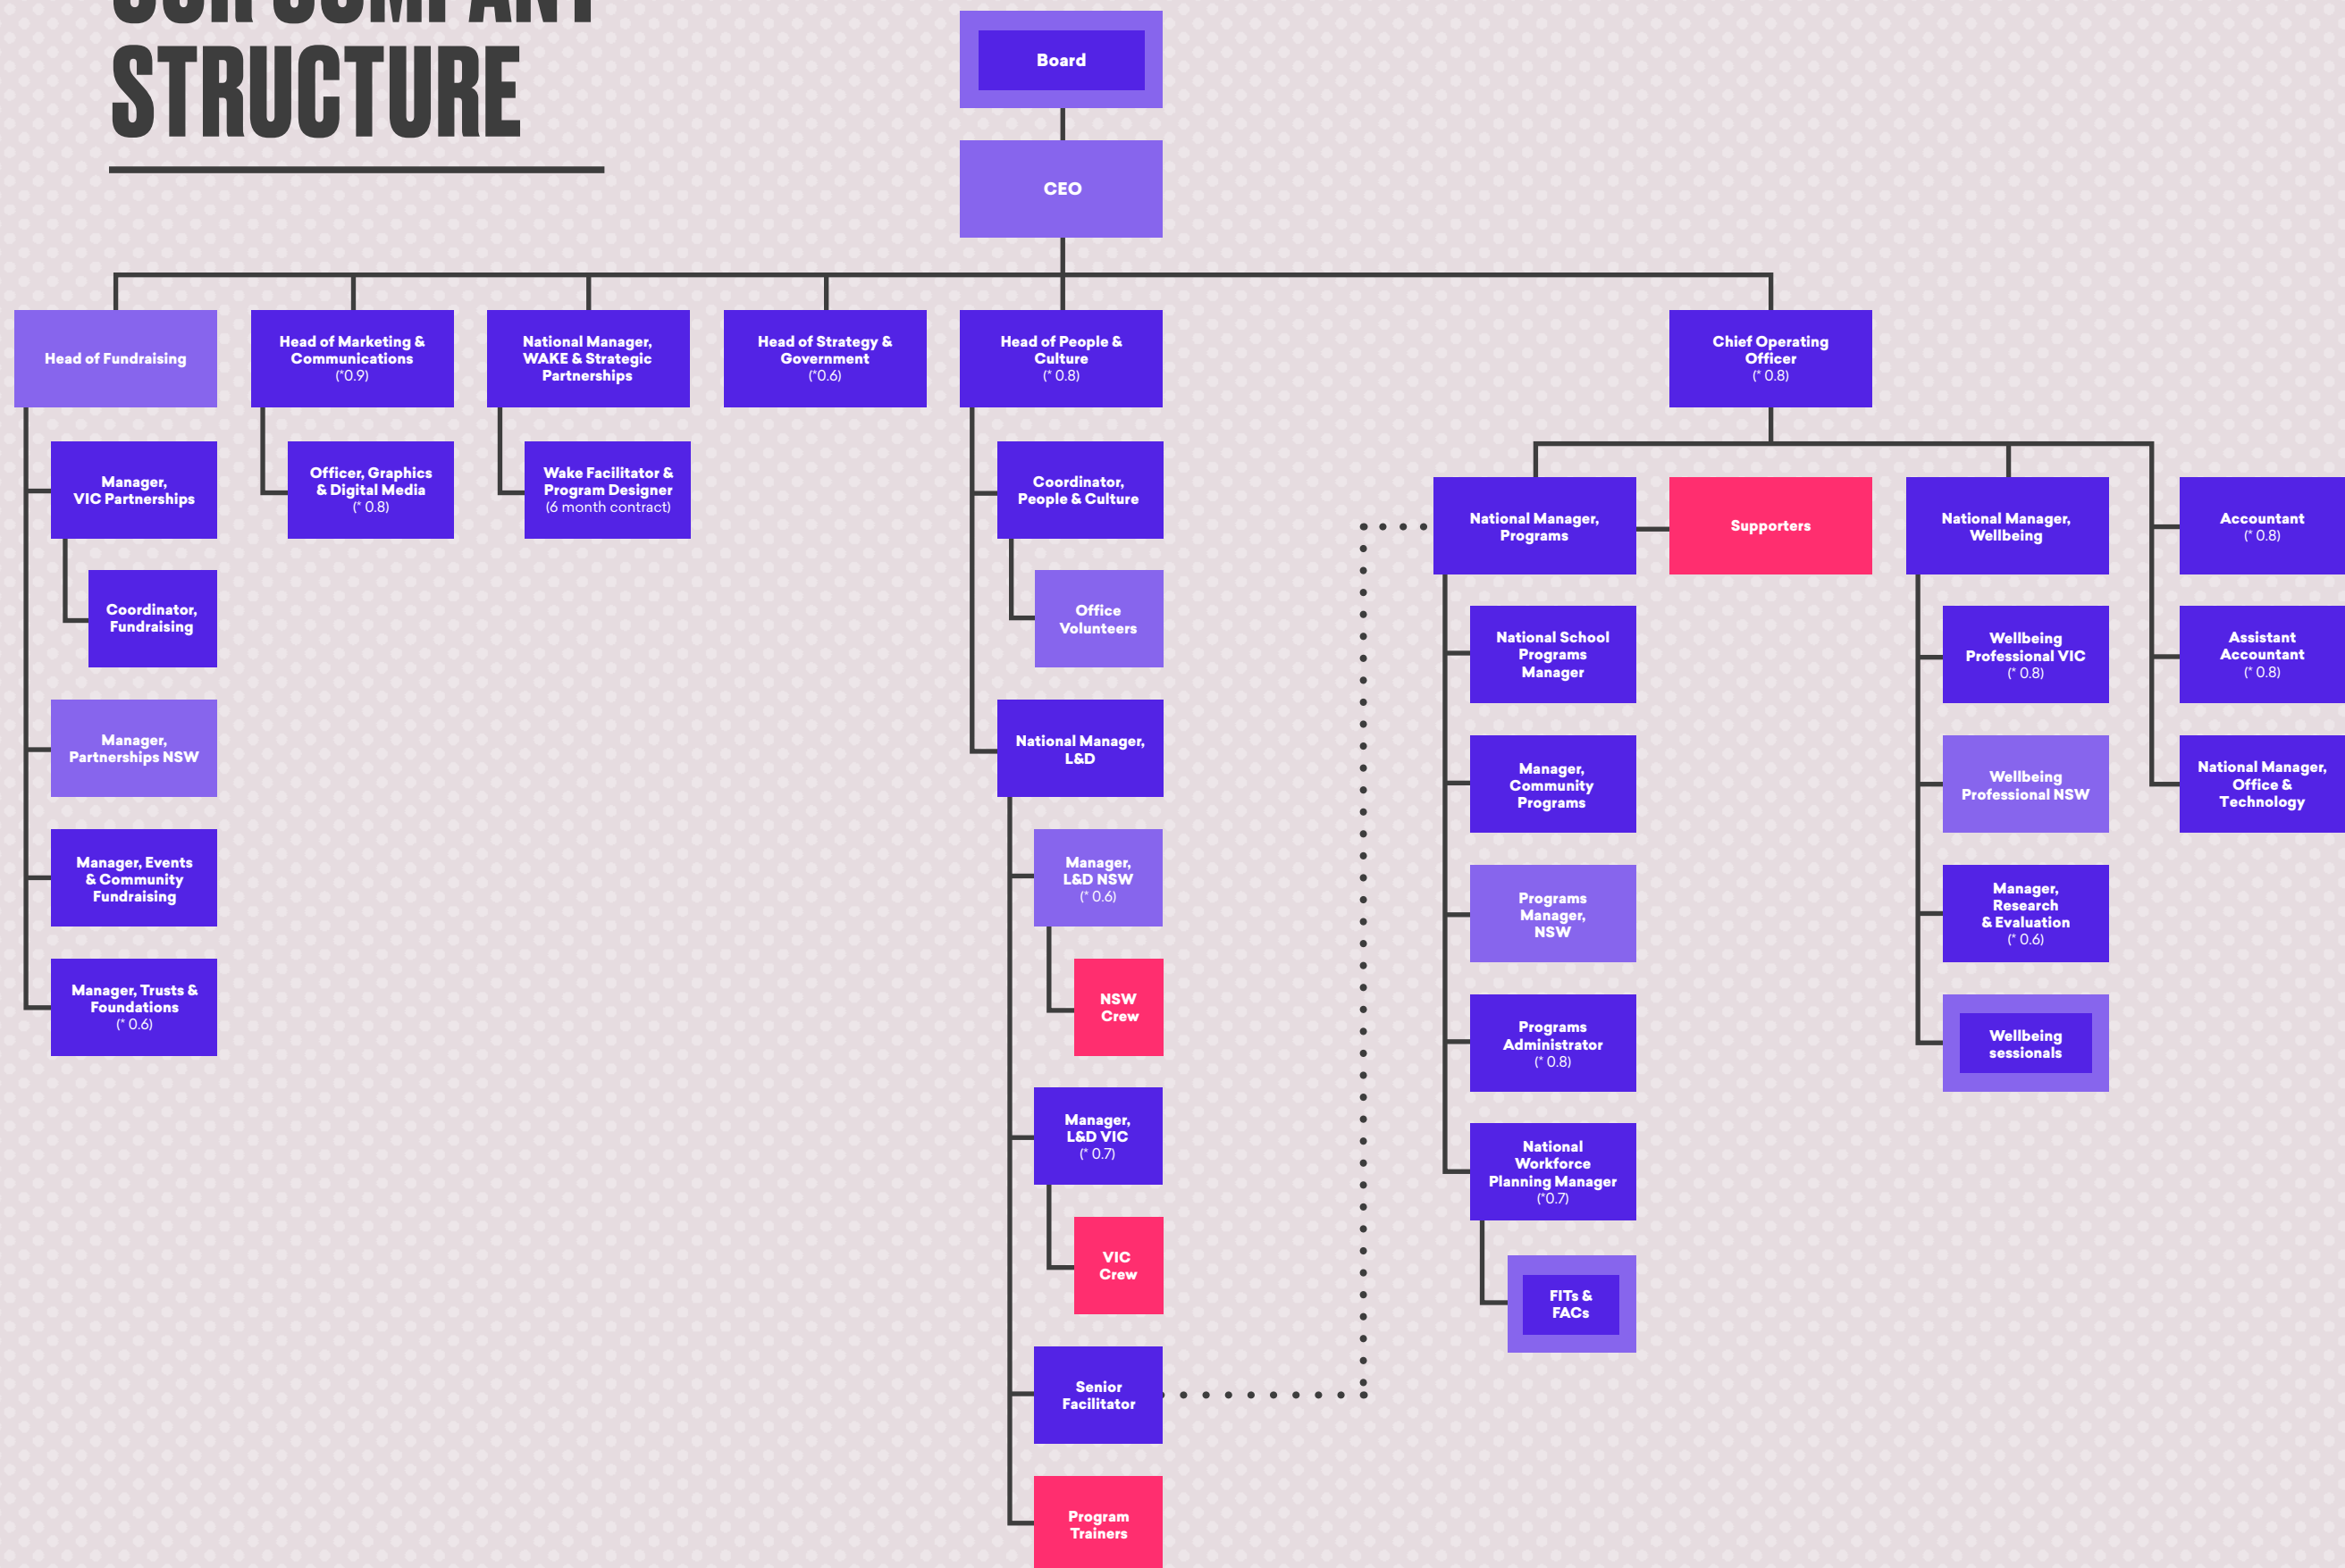 OUR COMPANY
STRUCTURE
Board
CEO
Head of Fundraising
Head of Marketing &
Communications
(*0.9)
National Manager,
WAKE & Strategic
Partnerships
Head of Strategy &
Government
(*0.6)
Head of People &
Culture
(* 0.8)
Chief Operating
Officer
(* 0.8)
Manager,
VIC Partnerships
Coordinator,
Fundraising
Manager,
Partnerships NSW
Manager, Events
& Community
Fundraising
Manager, Trusts &
Foundations
(* 0.6)
Officer, Graphics
& Digital Media
(* 0.8)
Wake Facilitator &
Program Designer
(6 month contract)
Coordinator,
People & Culture
Office
Volunteers
National Manager,
L&D
Manager,
L&D NSW
(* 0.6)
NSW
Crew
Manager,
L&D VIC
(* 0.7)
VIC
Crew
Senior
Facilitator
Program
Trainers
National Manager,
Programs
Supporters
National School
Programs
Manager
Manager,
Community
Programs
Programs
Manager,
NSW
Programs
Administrator
(* 0.8)
National
Workforce
Planning Manager
(*0.7)
FITs &
FACs
National Manager,
Wellbeing
Wellbeing
Professional VIC
(* 0.8)
Wellbeing
Professional NSW
Manager,
Research
& Evaluation
(* 0.6)
Wellbeing
sessionals
Accountant
(* 0.8)
Assistant
Accountant
(* 0.8)
National Manager,
Office &
Technology